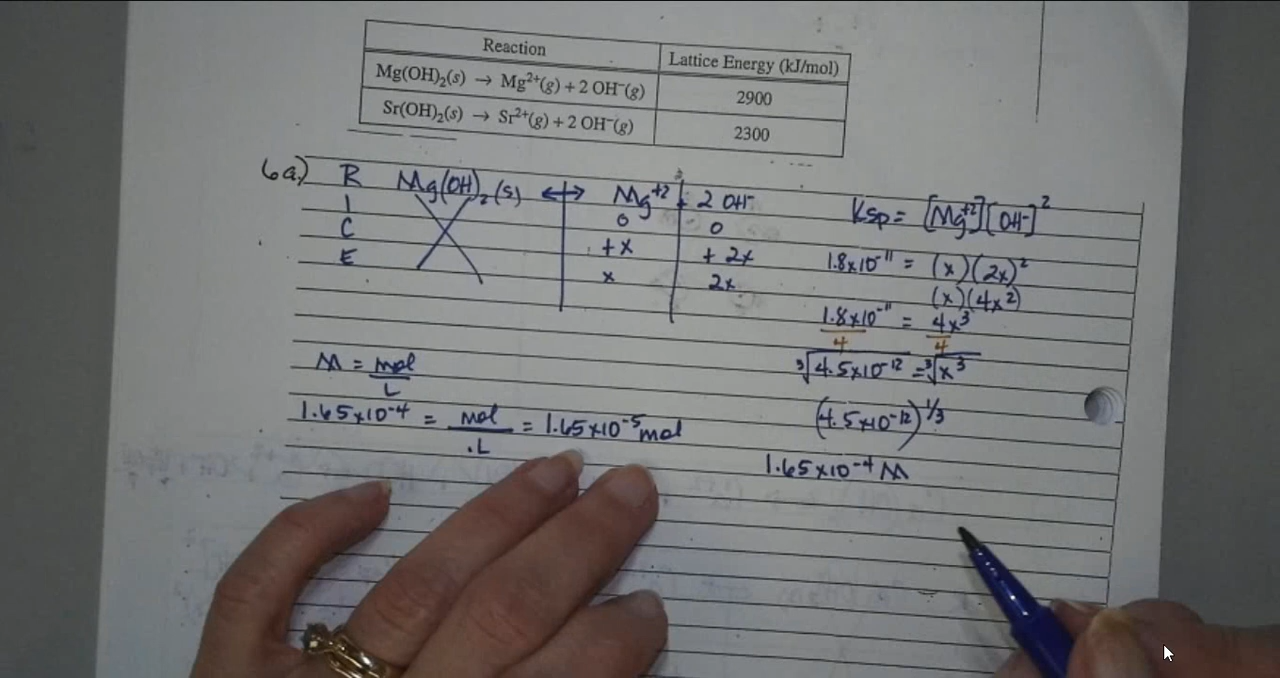 Reaction Lattice Energy (kJ/mol)
Mg(OH)₂(s) → Mg²⁺(g) + 2 OH⁻(g) 2900
Sr(OH)₂(s) → Sr²⁺(g) + 2 OH⁻(g) 2300
6a.) R Mg(OH)₂(s) ↔ Mg⁺² + 2 OH⁻
I 0 0
C +x + 2x
E x 2x
Ksp = [Mg⁺²][OH⁻]²
1.8x10⁻¹¹ = (x)(2x)²
(x)(4x²)
1.8x10⁻¹¹ = 4x³
4 4
³√4.5x10⁻¹² = ³√x³
(4.5x10⁻¹²)^1/3
1.65x10⁻⁴ M
M = mol
L
1.65x10⁻⁴ = mol = 1.65x10⁻⁵ mol
.L